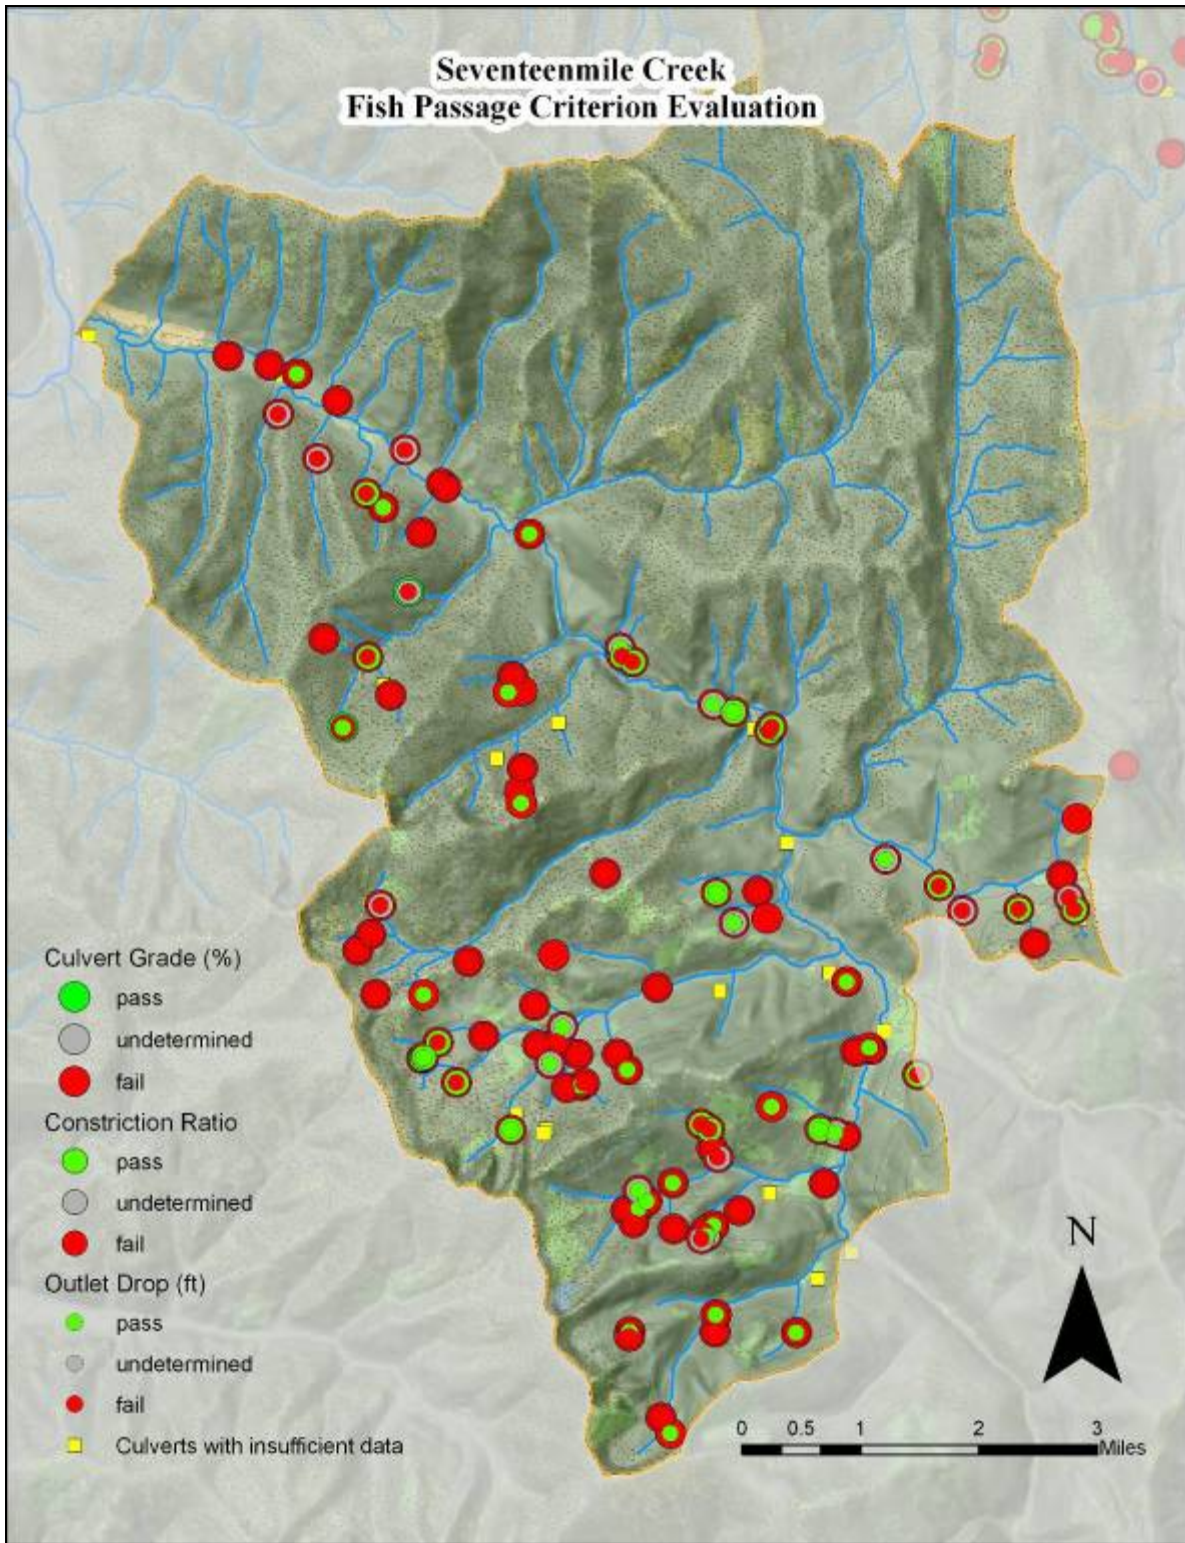 Seventeenmile Creek
Fish Passage Criterion Evaluation
Culvert Grade (%)
pass
undetermined
fail
Constriction Ratio
pass
undetermined
fail
Outlet Drop (ft)
pass
undetermined
fail
Culverts with insufficient data
N
0 0.5 1 2 3
Miles